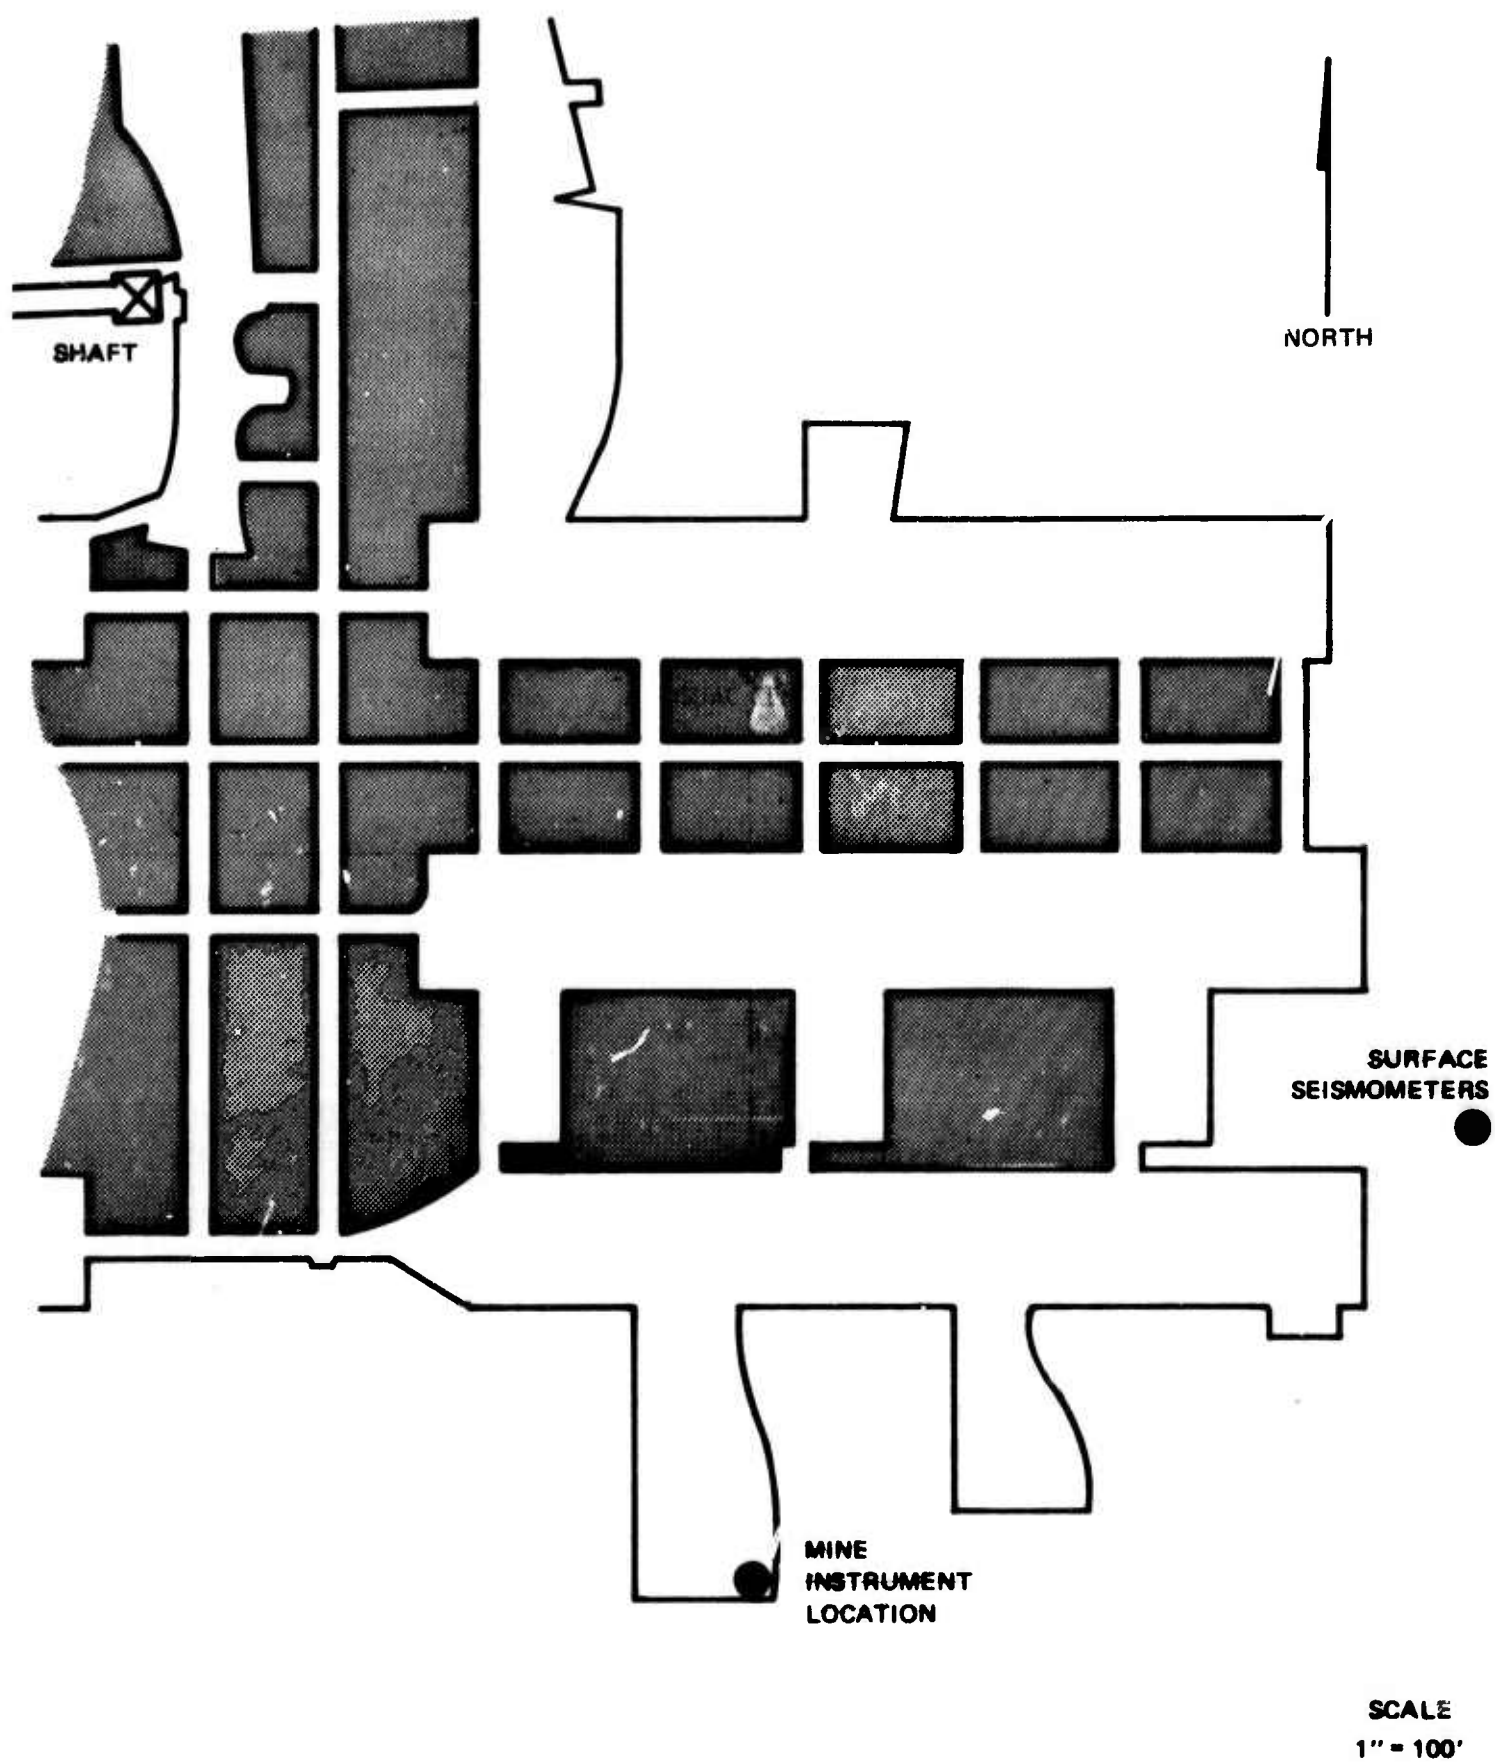 SHAFT
NORTH
SURFACE
SEISMOMETERS
MINE
INSTRUMENT
LOCATION
SCALE
1" = 100'